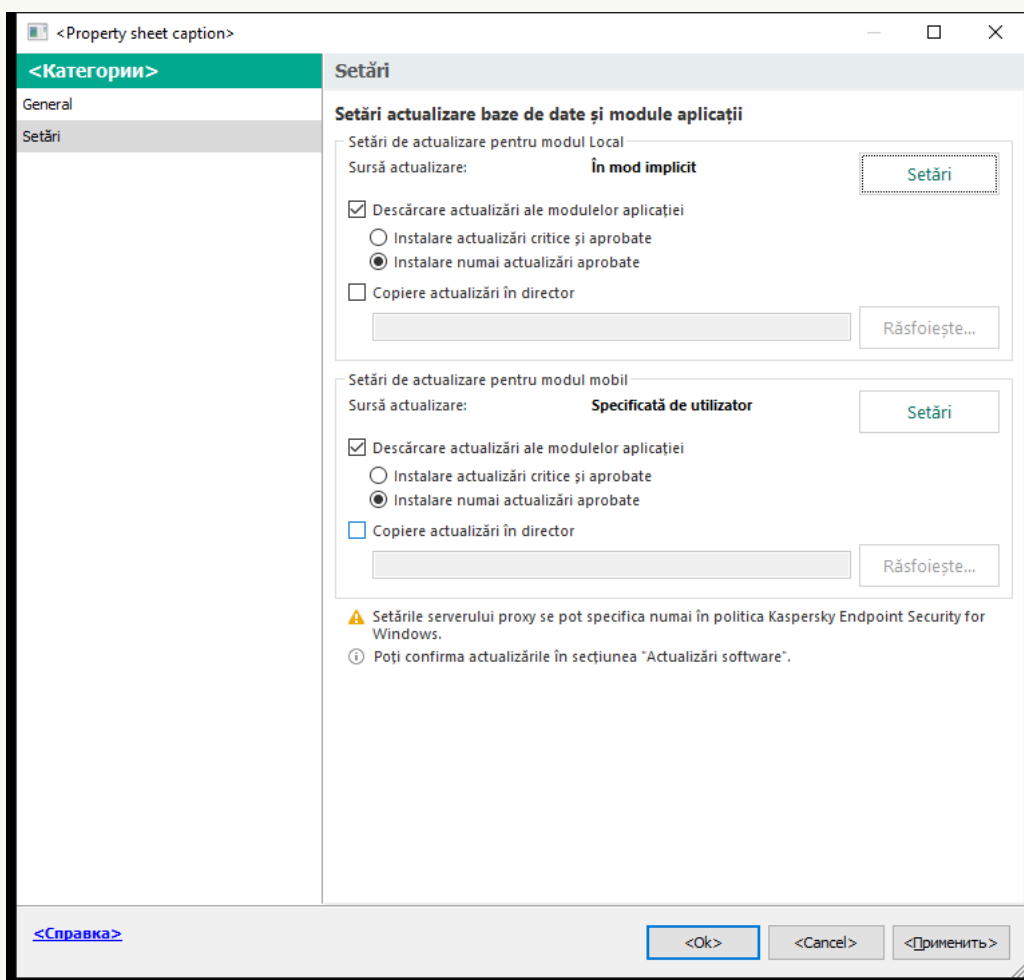 <Property sheet caption>
<Категории>
General
Setări
Setări
Setări actualizare baze de date și module aplicații
Setări de actualizare pentru modul Local
Sursă actualizare: În mod implicit Setări
Descărcare actualizări ale modulelor aplicației
Instalare actualizări critice și aprobate
Instalare numai actualizări aprobate
Copiere actualizări în director
Răsfoiește...
Setări de actualizare pentru modul mobil
Sursă actualizare: Specificată de utilizator Setări
Descărcare actualizări ale modulelor aplicației
Instalare actualizări critice și aprobate
Instalare numai actualizări aprobate
Copiere actualizări în director
Răsfoiește...
Setările serverului proxy se pot specifica numai în politica Kaspersky Endpoint Security for
Windows.
Poți confirma actualizările în secțiunea "Actualizări software".
<Справка>
<Ok> <Cancel> <Применить>